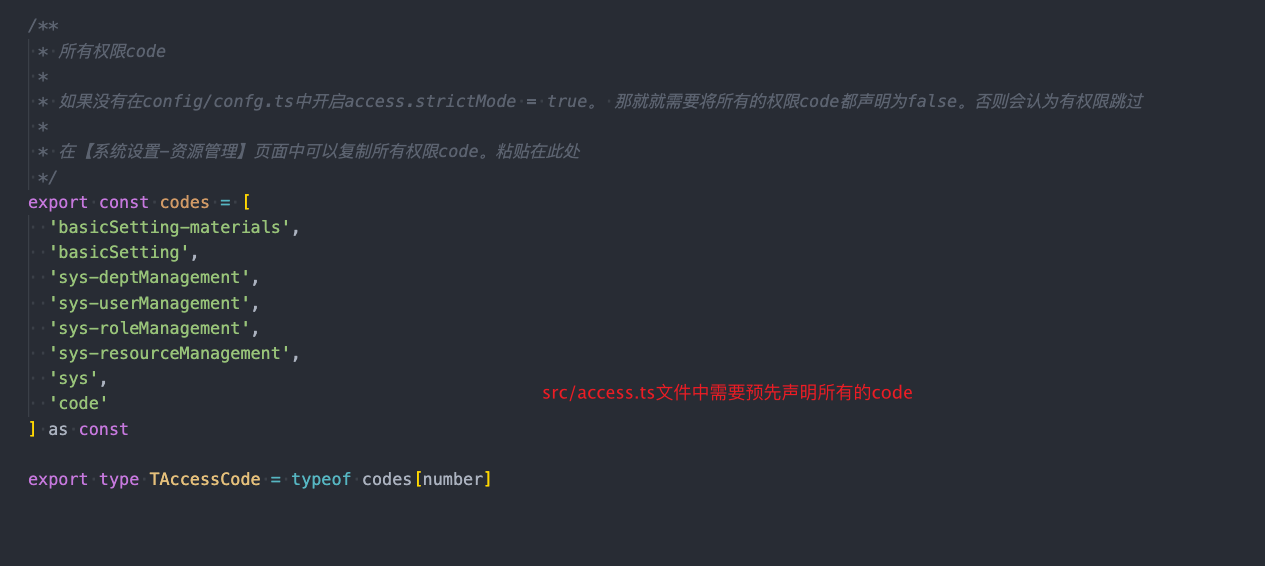 /**
* 所有权限code
*
* 如果没有在config/confg.ts中开启access.strictMode = true。 那就就需要将所有的权限code都声明为false。否则会认为有权限跳过
*
* 在【系统设置-资源管理】页面中可以复制所有权限code。粘贴在此处
*/
export const codes = [
'basicSetting-materials',
'basicSetting',
'sys-deptManagement',
'sys-userManagement',
'sys-roleManagement',
'sys-resourceManagement',
'sys',
src/access.ts文件中需要预先声明所有的code
'code'
] as const
export type TAccessCode = typeof codes[number]